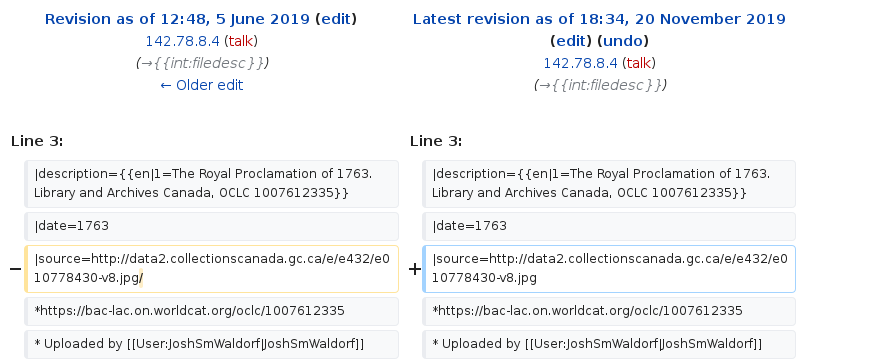 Revision as of 12:48, 5 June 2019 (edit)
142.78.8.4 (talk)
(→{{int:filedesc}})
← Older edit
Latest revision as of 18:34, 20 November 2019
(edit) (undo)
142.78.8.4 (talk)
(→{{int:filedesc}})
Line 3:
Line 3:
|description={{en|1=The Royal Proclamation of 1763.
Library and Archives Canada, OCLC 1007612335}}
|description={{en|1=The Royal Proclamation of 1763.
Library and Archives Canada, OCLC 1007612335}}
|date=1763
|date=1763
−
|source=http://data2.collectionscanada.gc.ca/e/e432/e0
10778430-v8.jpg/
+
|source=http://data2.collectionscanada.gc.ca/e/e432/e0
10778430-v8.jpg
*https://bac-lac.on.worldcat.org/oclc/1007612335
*https://bac-lac.on.worldcat.org/oclc/1007612335
* Uploaded by [[User:JoshSmWaldorf|JoshSmWaldorf]]
* Uploaded by [[User:JoshSmWaldorf|JoshSmWaldorf]]